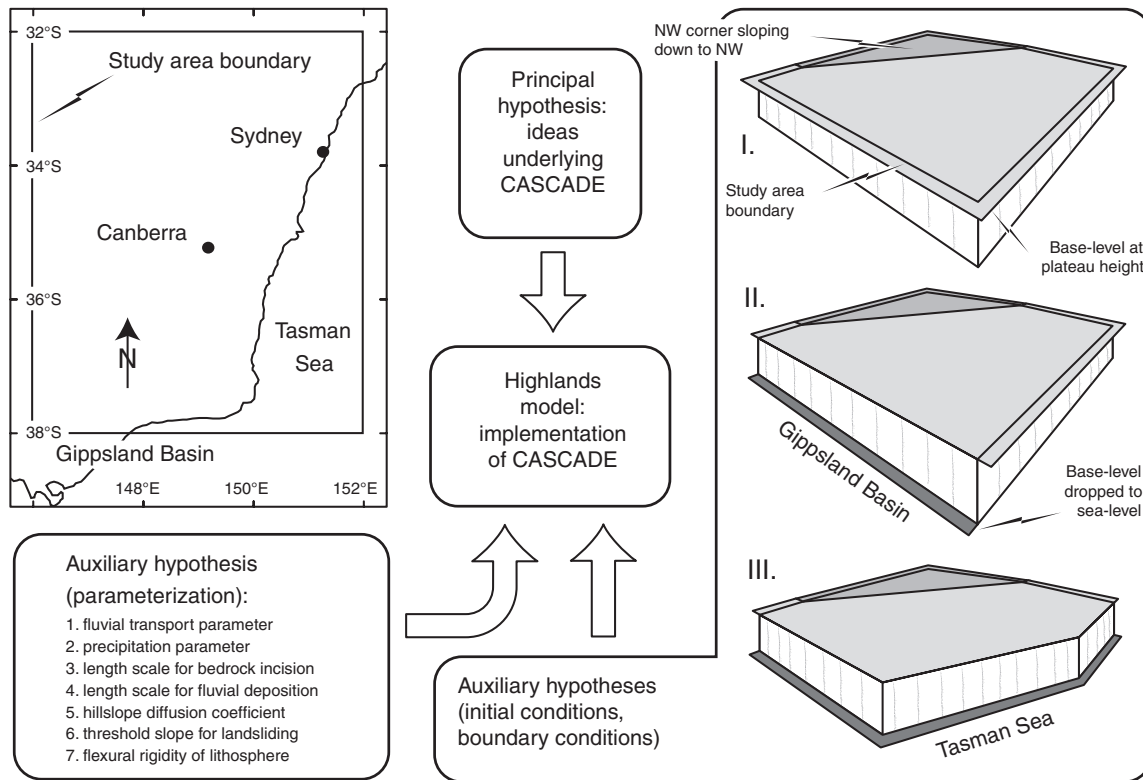 32°S
Study area boundary
Sydney
34°S
Canberra
36°S
N
Tasman
Sea
38°S
Gippsland Basin
148°E
150°E
152°E
Principal
hypothesis:
ideas
underlying
CASCADE
Highlands
model:
implementation
of CASCADE
Auxiliary hypothesis
(parameterization):
1. fluvial transport parameter
2. precipitation parameter
3. length scale for bedrock incision
4. length scale for fluvial deposition
5. hillslope diffusion coefficient
6. threshold slope for landsliding
7. flexural rigidity of lithosphere
Auxiliary hypotheses
(initial conditions,
boundary conditions)
NW corner sloping
down to NW
I.
Study area
boundary
Base-level at
plateau height
II.
Gippsland Basin
Base-level
dropped to
sea-level
III.
Tasman Sea